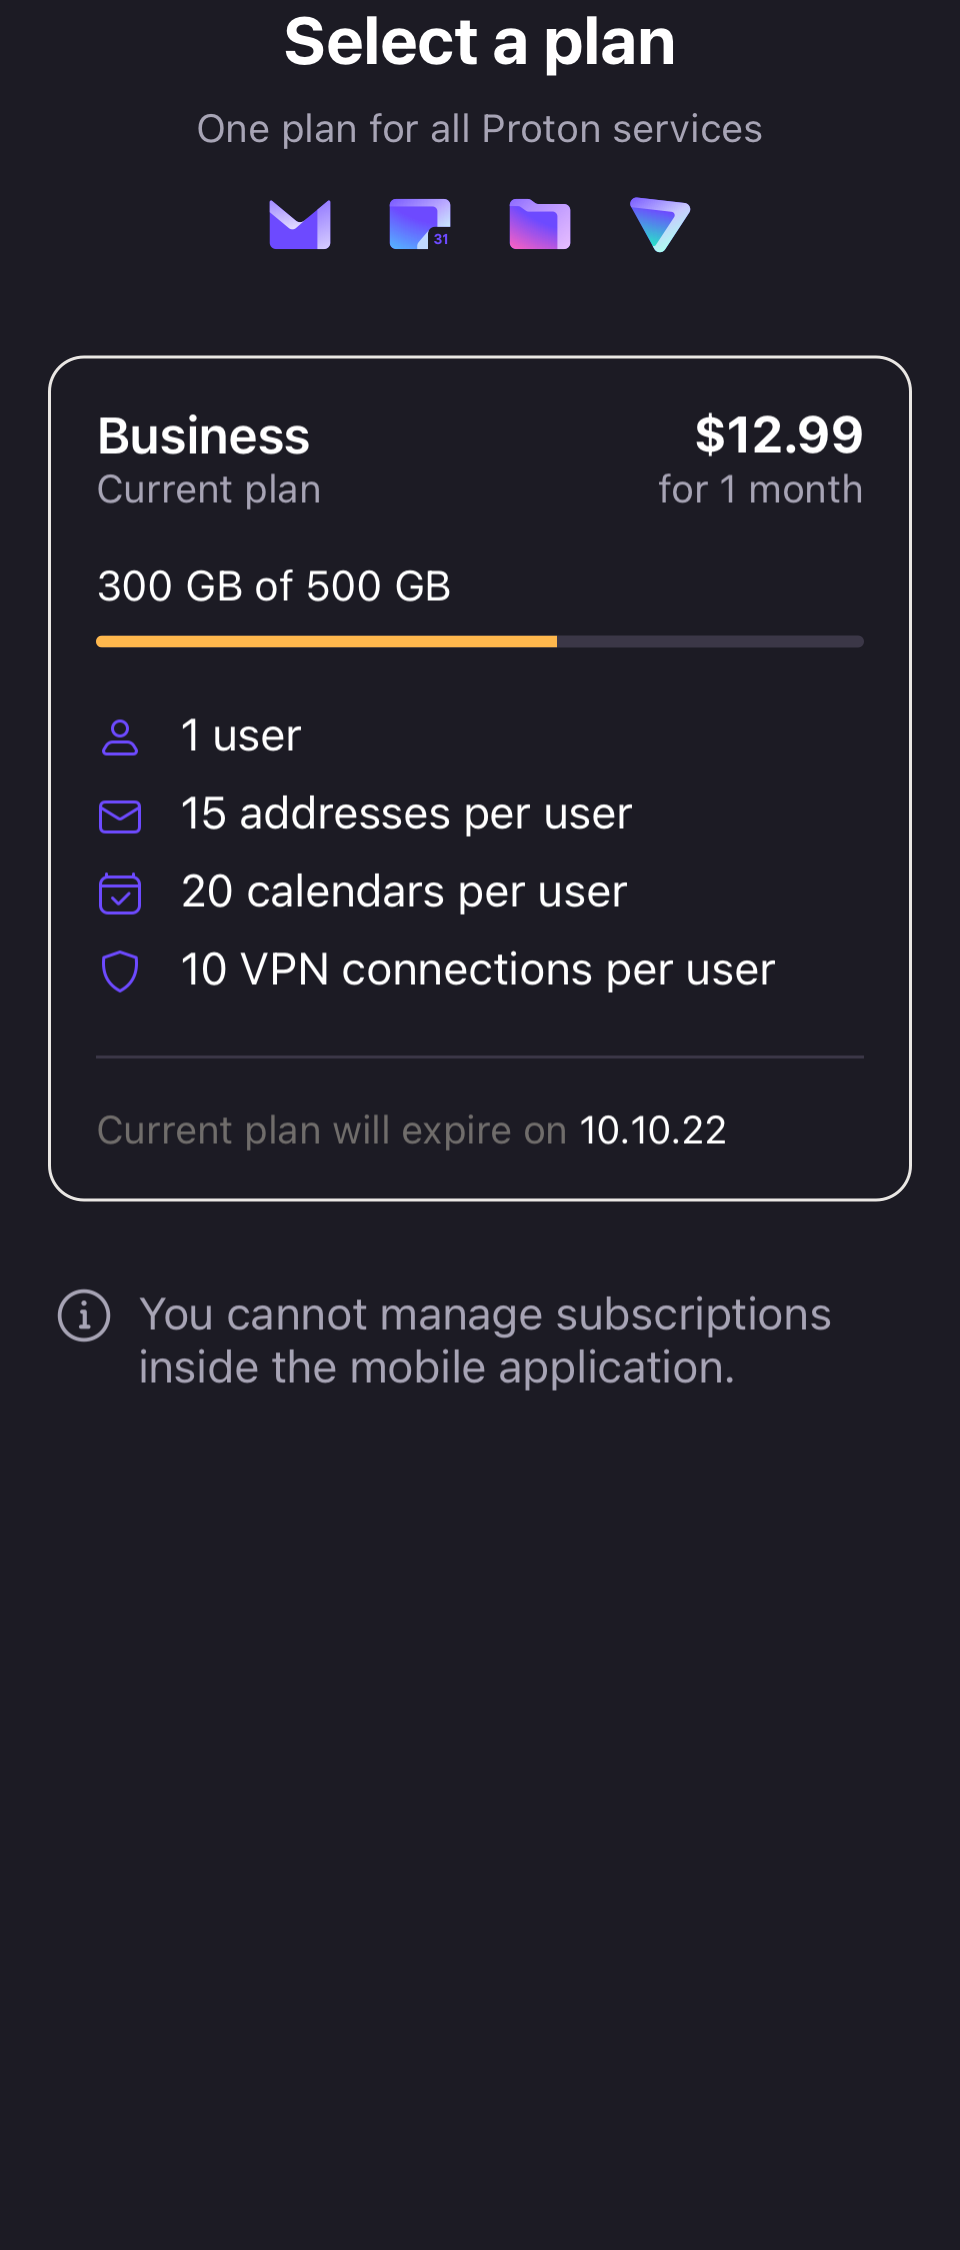 Select a plan
One plan for all Proton services
31
Business
$12.99
Current plan
for 1 month
300 GB of 500 GB
1 user
15 addresses per user
20 calendars per user
10 VPN connections per user
Current plan will expire on 10.10.22
You cannot manage subscriptions
inside the mobile application.